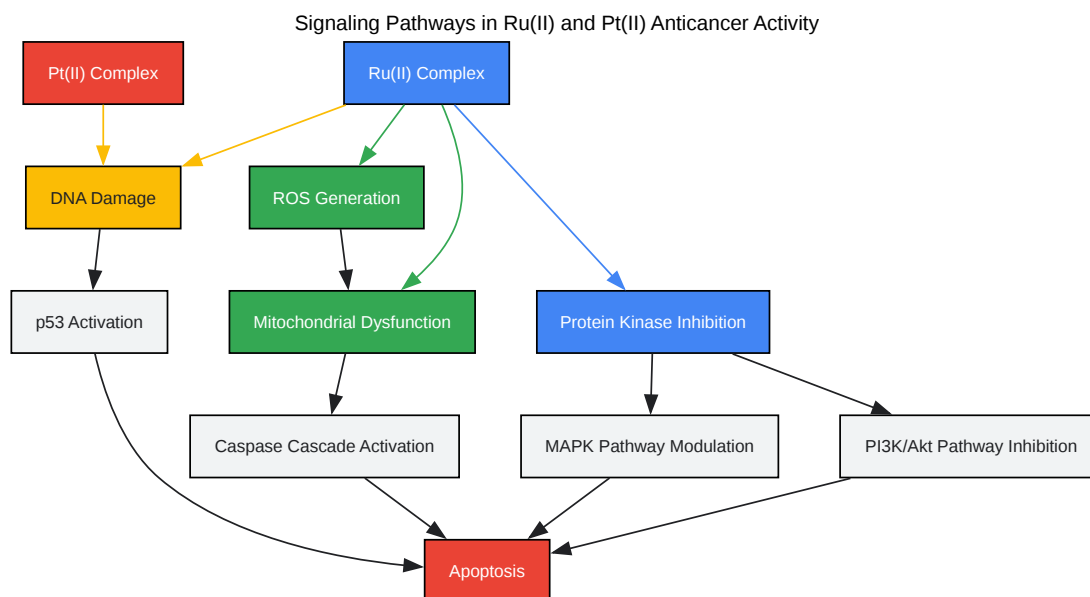 Signaling Pathways in Ru(II) and Pt(II) Anticancer Activity
Pt(II) Complex
Ru(II) Complex
DNA Damage
ROS Generation
p53 Activation
Mitochondrial Dysfunction
Protein Kinase Inhibition
Caspase Cascade Activation
MAPK Pathway Modulation
PI3K/Akt Pathway Inhibition
Apoptosis